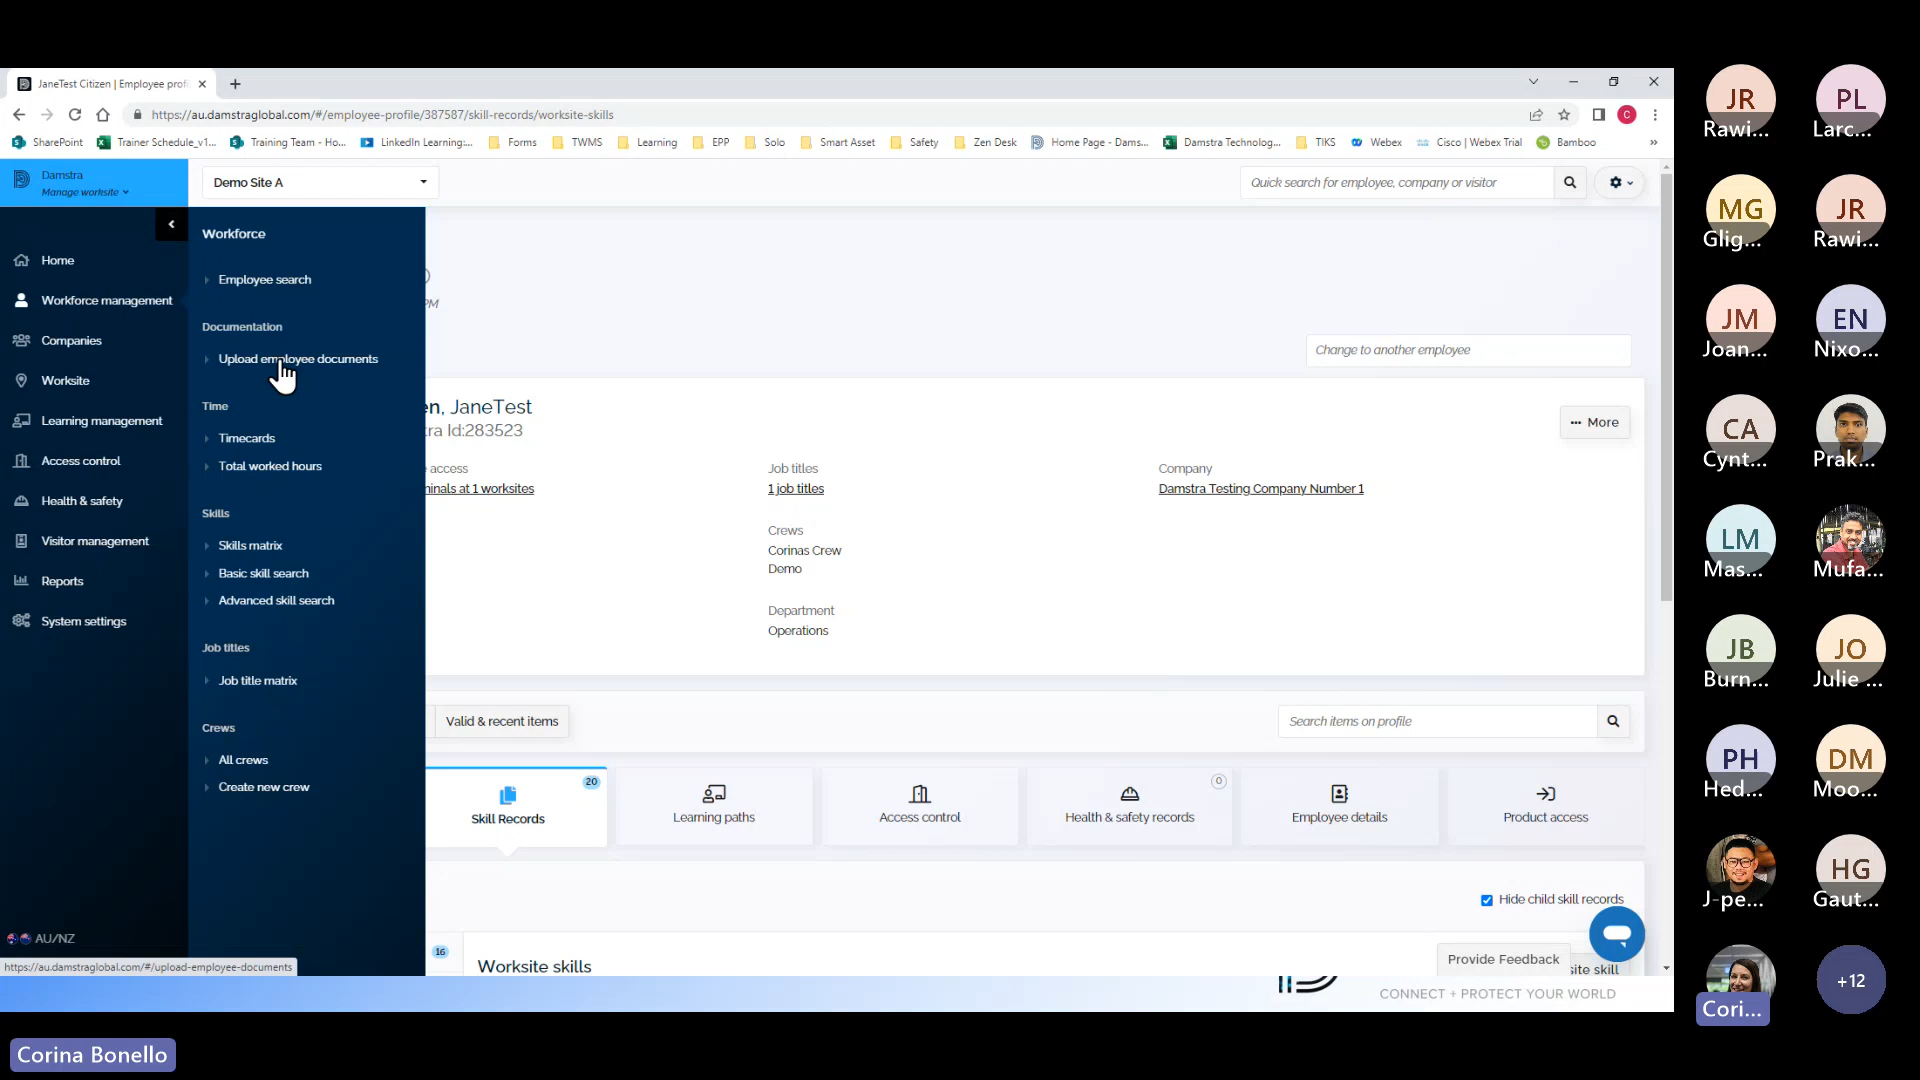 JaneTest Citizen | Employee profi
https://au.damstraglobal.com/#/employee-profile/387587/skill-records/worksite-skills
C
SharePoint
Trainer Schedule_v1...
Training Team - Ho...
LinkedIn Learning:...
Forms
TWMS
Learning
EPP
Solo
Smart Asset
Safety
Zen Desk
Home Page - Dams...
Damstra Technolog...
TIKS
Webex
Cisco | Webex Trial
Bamboo
»
Damstra
Manage worksite
Demo Site A
Quick search for employee, company or visitor
Home
Workforce management
Companies
Worksite
Learning management
Access control
Health & safety
Visitor management
Reports
System settings
AU/NZ
https://au.damstraglobal.com/#/upload-employee-documents
Workforce
Employee search
Documentation
Upload employee documents
Time
Timecards
Total worked hours
Skills
Skills matrix
Basic skill search
Advanced skill search
Job titles
Job title matrix
Crews
All crews
Create new crew
PM
Change to another employee
en, JaneTest
tra Id:283523
More
access
minals at 1 worksites
Job titles
1 job titles
Company
Damstra Testing Company Number 1
Crews
Corinas Crew
Demo
Department
Operations
Valid & recent items
Search items on profile
20
Skill Records
Learning paths
Access control
0
Health & safety records
Employee details
Product access
Hide child skill records
16
Worksite skills
Provide Feedback
site skill
CONNECT + PROTECT YOUR WORLD
Corina Bonello
JR
Rawi...
PL
Larc...
MG
Glig...
JR
Rawi...
JM
Joan...
EN
Nixo...
CA
Cynt...
Prak...
LM
Mas...
Mufa...
JB
Burn...
JO
Julie ...
PH
Hed...
DM
Moo...
J-pe...
HG
Gaut...
Cori...
+12